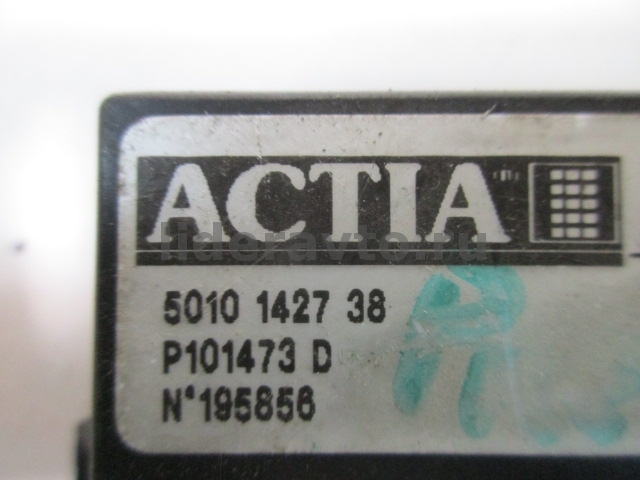 ACTIA
lideravto.ru
5010 1427 38
P101473 D
N°195856